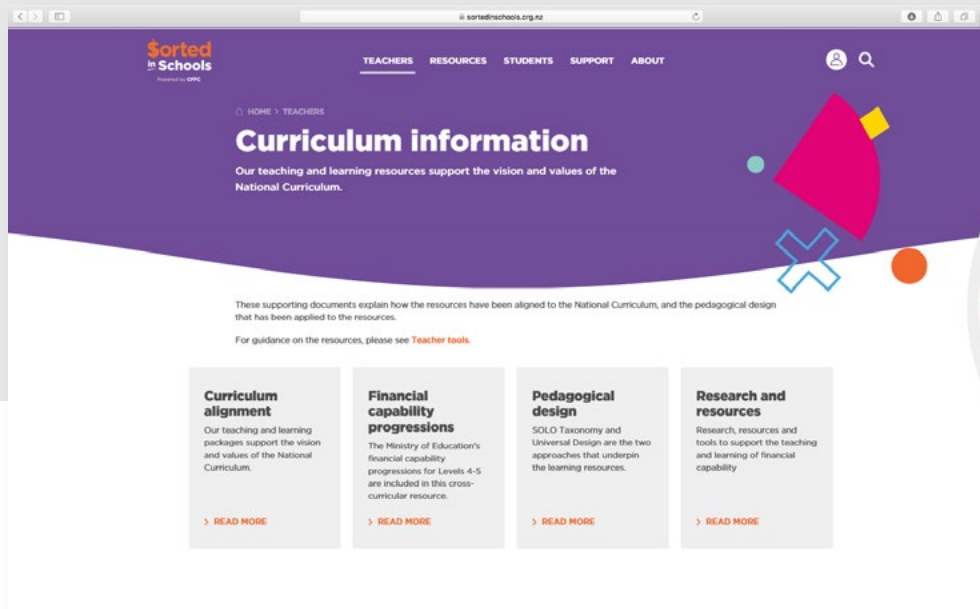 sortedinschools.org.nz
$orted
in Schools
Powered by CFFC
TEACHERS RESOURCES STUDENTS SUPPORT ABOUT
HOME > TEACHERS
Curriculum information
Our teaching and learning resources support the vision and values of the
National Curriculum.
These supporting documents explain how the resources have been aligned to the National Curriculum, and the pedagogical design
that has been applied to the resources.
For guidance on the resources, please see Teacher tools.
Curriculum
alignment
Our teaching and learning
packages support the vision
and values of the National
Curriculum.
> READ MORE
Financial
capability
progressions
The Ministry of Education's
financial capability
progressions for Levels 4-5
are included in this cross-
curricular resource.
> READ MORE
Pedagogical
design
SOLO Taxonomy and
Universal Design are the two
approaches that underpin
the learning resources.
> READ MORE
Research and
resources
Research, resources and
tools to support the teaching
and learning of financial
capability
> READ MORE